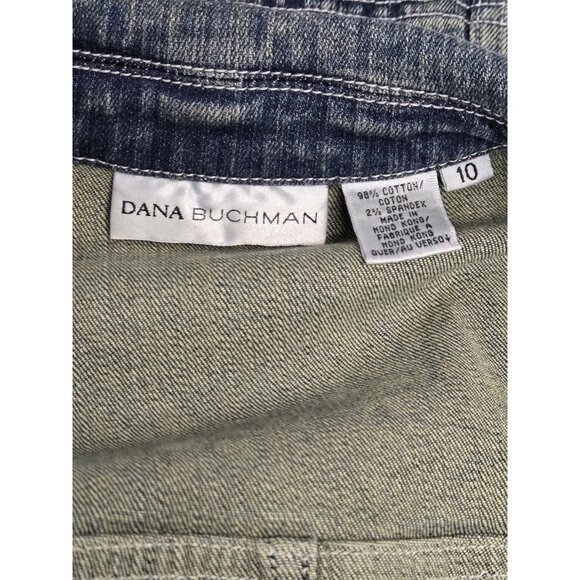 DANA BUCHMAN
98% COTTON/
COTON
2% SPANDEX
MADE IN
HONG KONG/
FABRIQUE A
HONG KONG
OVER/AU VERSO↓
10